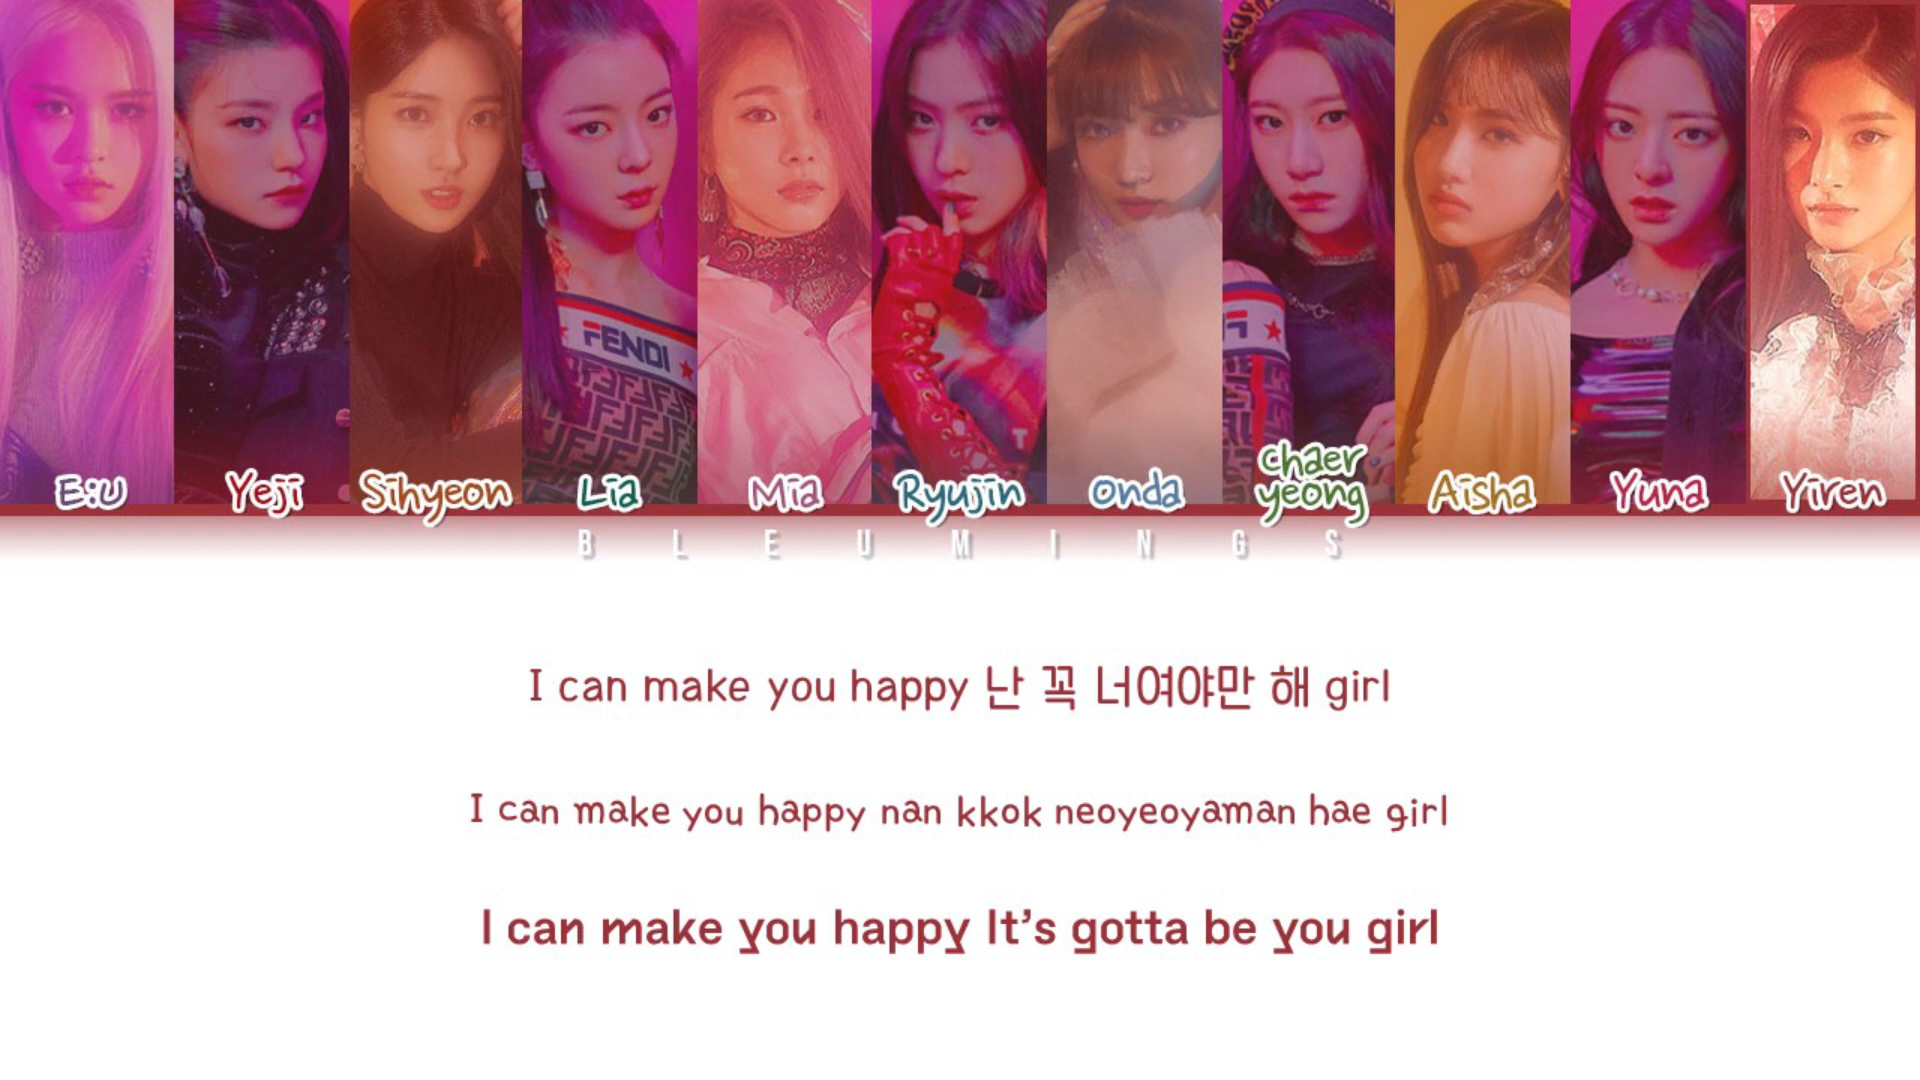 FENDI
E:U Yeji Sihyeon Lia Mia Ryujin Onda chaer yeong Aisha Yuna Yiren
BLEUMINGS
I can make you happy 난 꼭 너여야만 해 girl
I can make you happy nan kkok neoyeoyaman hae girl
I can make you happy It's gotta be you girl